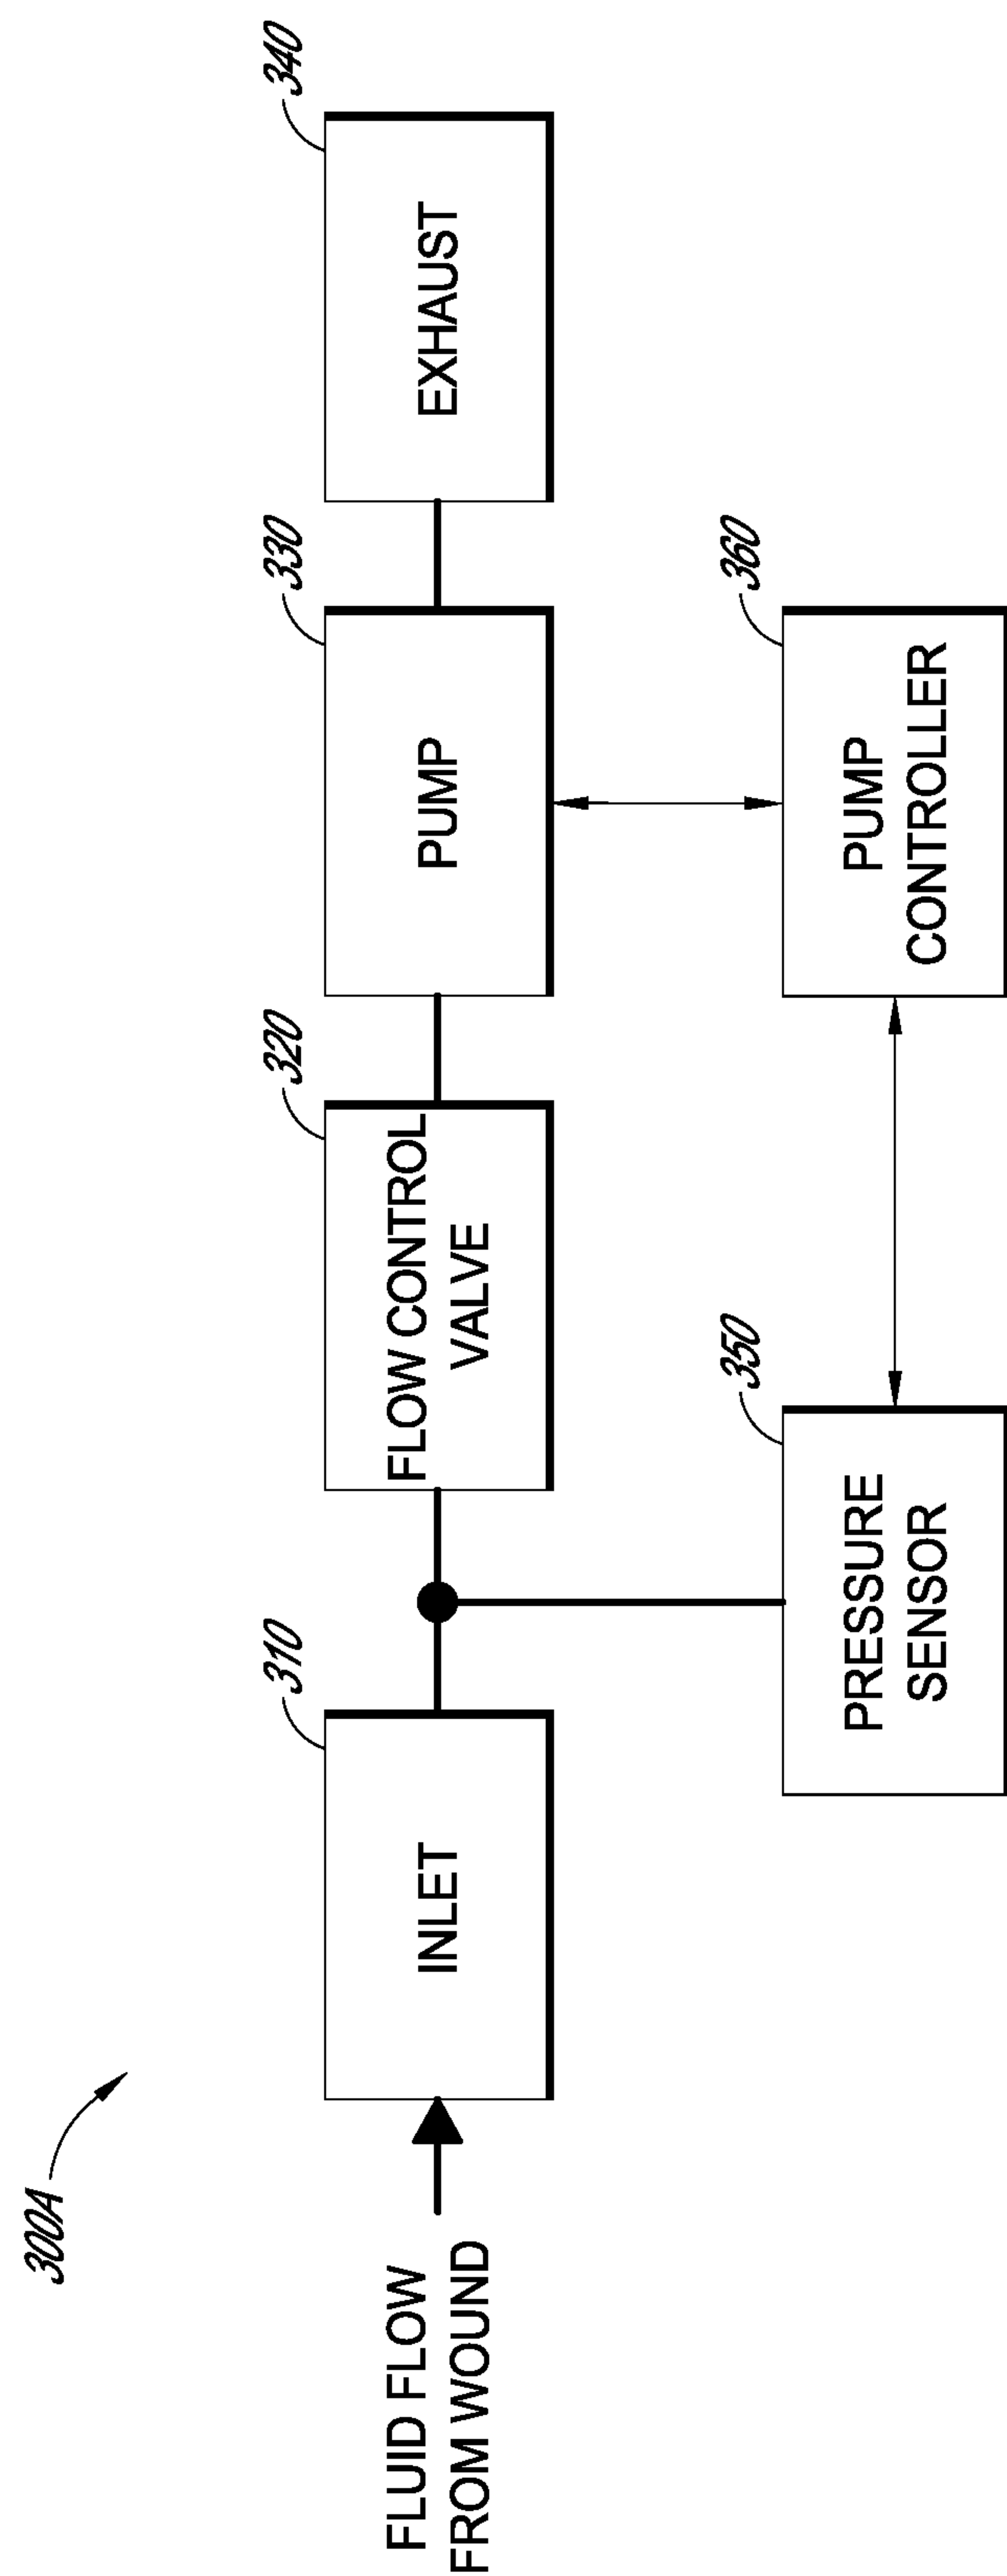 300A
FLUID FLOW
FROM WOUND
310
INLET
320
FLOW CONTROL
VALVE
330
PUMP
340
EXHAUST
350
PRESSURE
SENSOR
360
PUMP
CONTROLLER